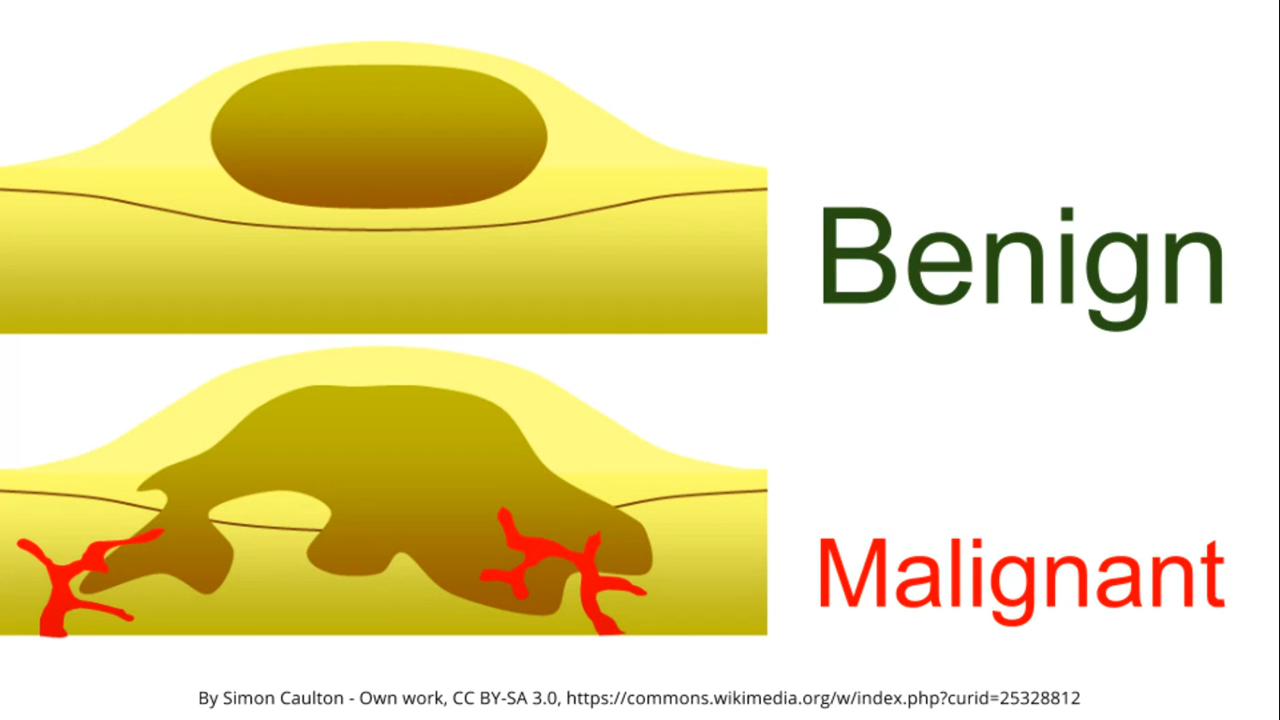 Benign
Malignant
By Simon Caulton - Own work, CC BY-SA 3.0, https://commons.wikimedia.org/w/index.php?curid=25328812